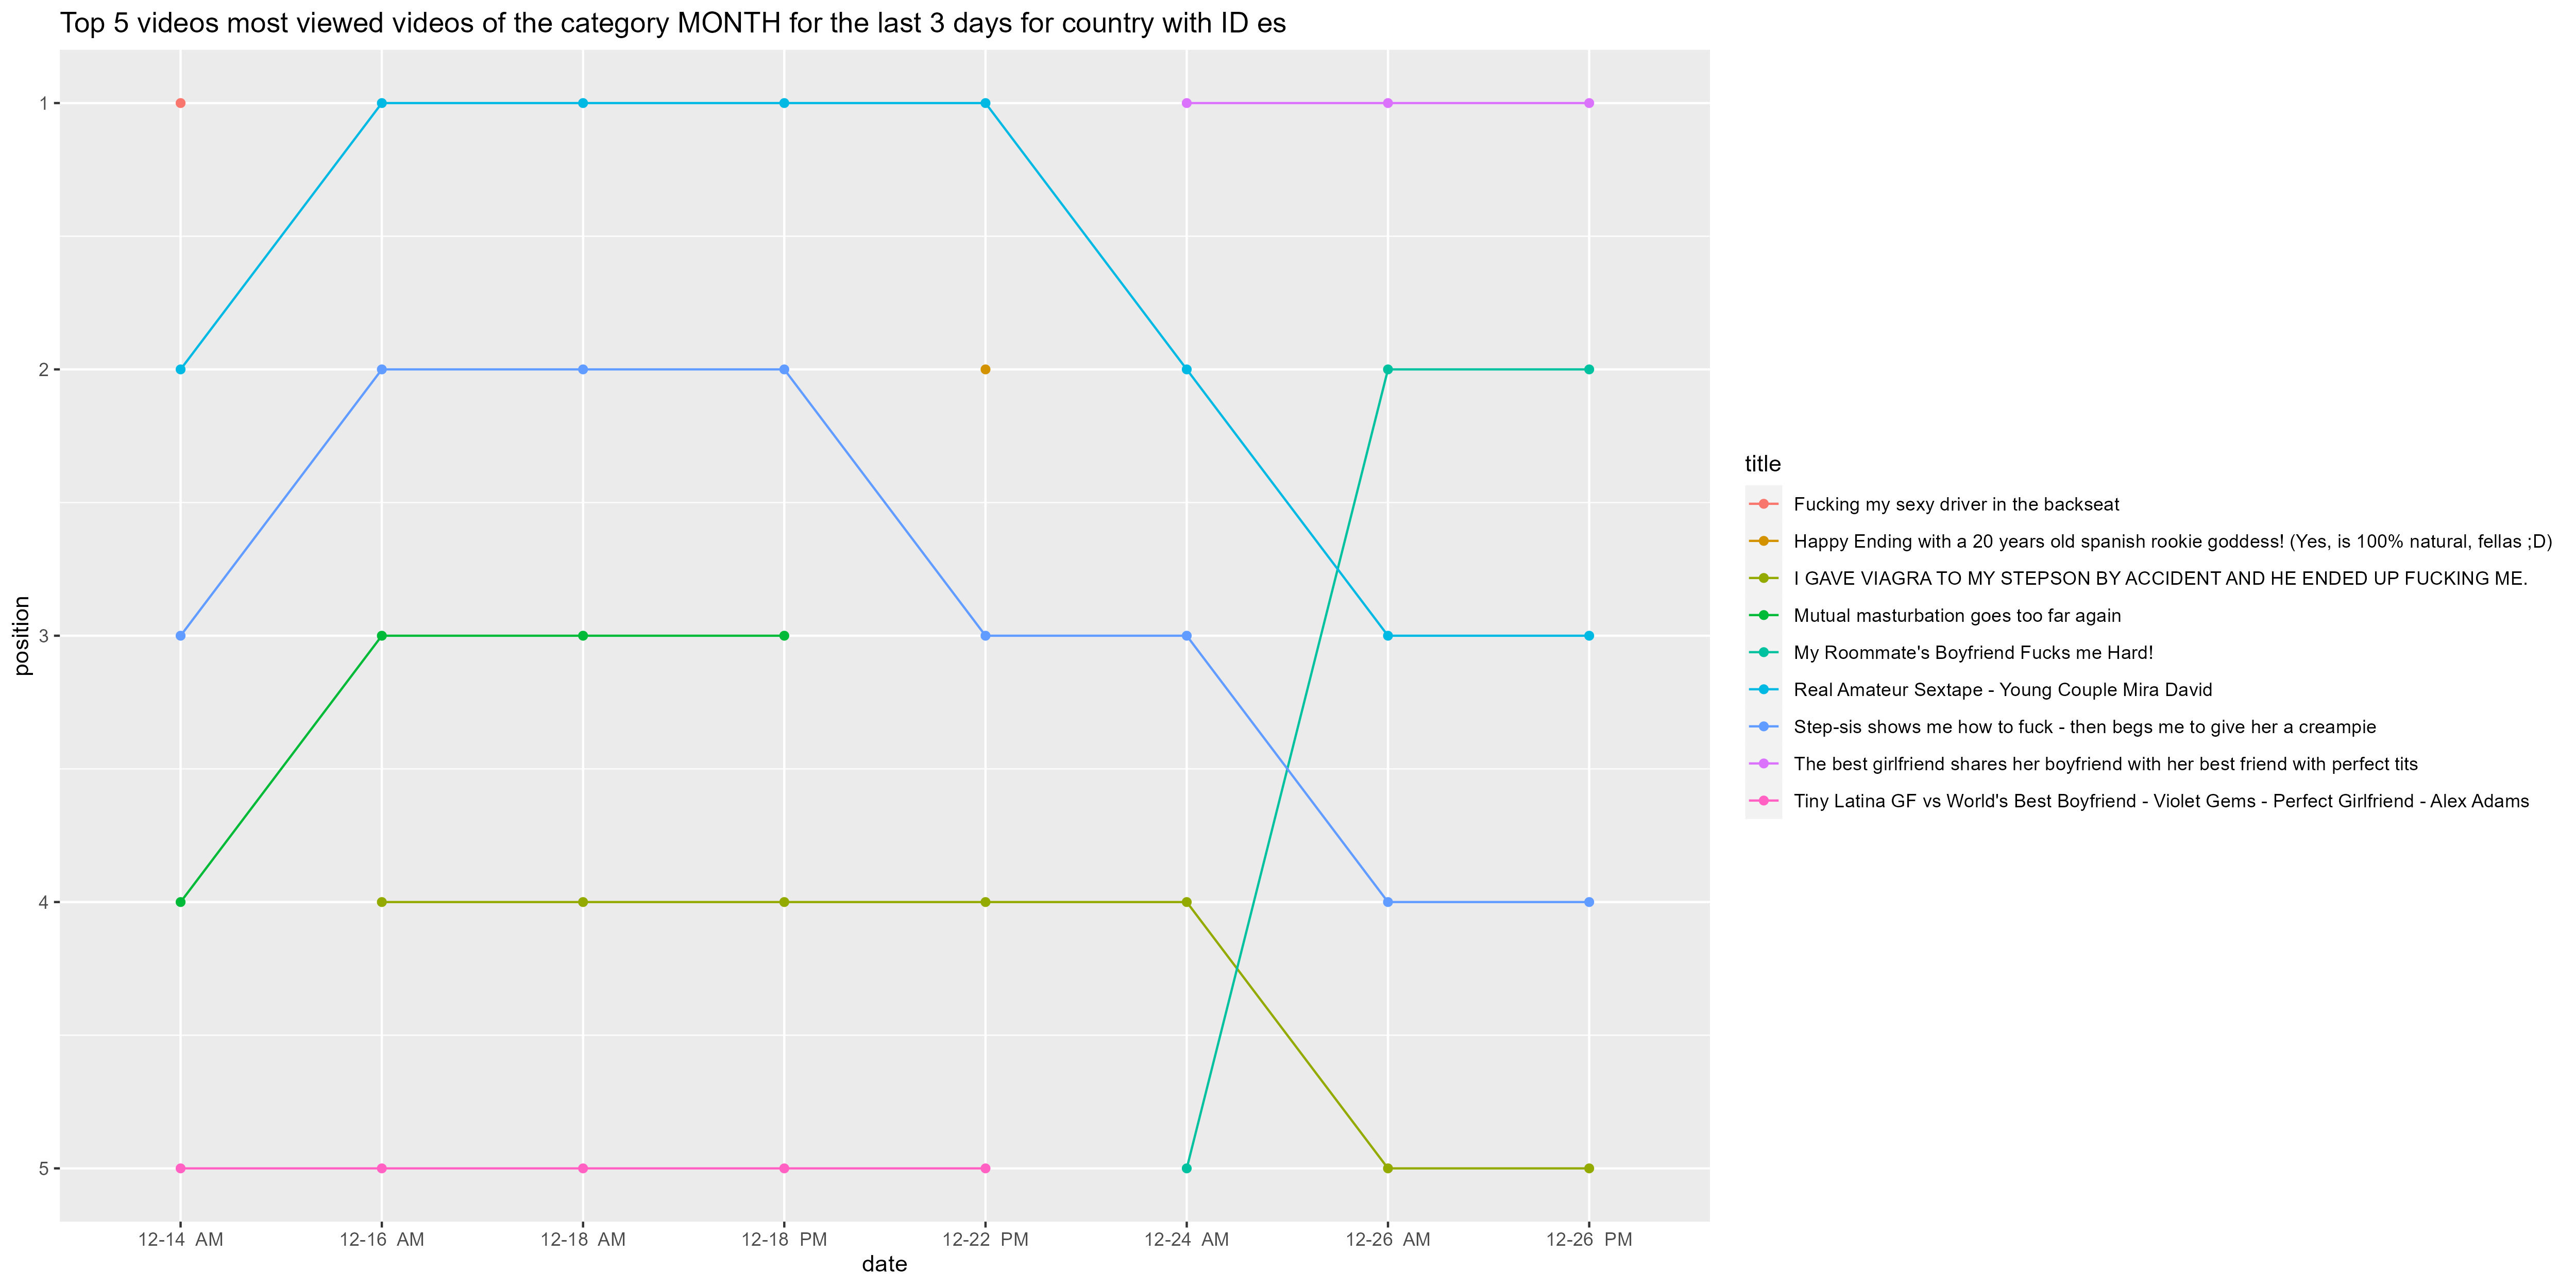 Top 5 videos most viewed videos of the category MONTH for the last 3 days for country with ID es
1
2
3
4
5
position
12-14 AM
12-16 AM
12-18 AM
12-18 PM
12-22 PM
12-24 AM
12-26 AM
12-26 PM
date
title
Fucking my sexy driver in the backseat
Happy Ending with a 20 years old spanish rookie goddess! (Yes, is 100% natural, fellas ;D)
I GAVE VIAGRA TO MY STEPSON BY ACCIDENT AND HE ENDED UP FUCKING ME.
Mutual masturbation goes too far again
My Roommate's Boyfriend Fucks me Hard!
Real Amateur Sextape - Young Couple Mira David
Step-sis shows me how to fuck - then begs me to give her a creampie
The best girlfriend shares her boyfriend with her best friend with perfect tits
Tiny Latina GF vs World's Best Boyfriend - Violet Gems - Perfect Girlfriend - Alex Adams